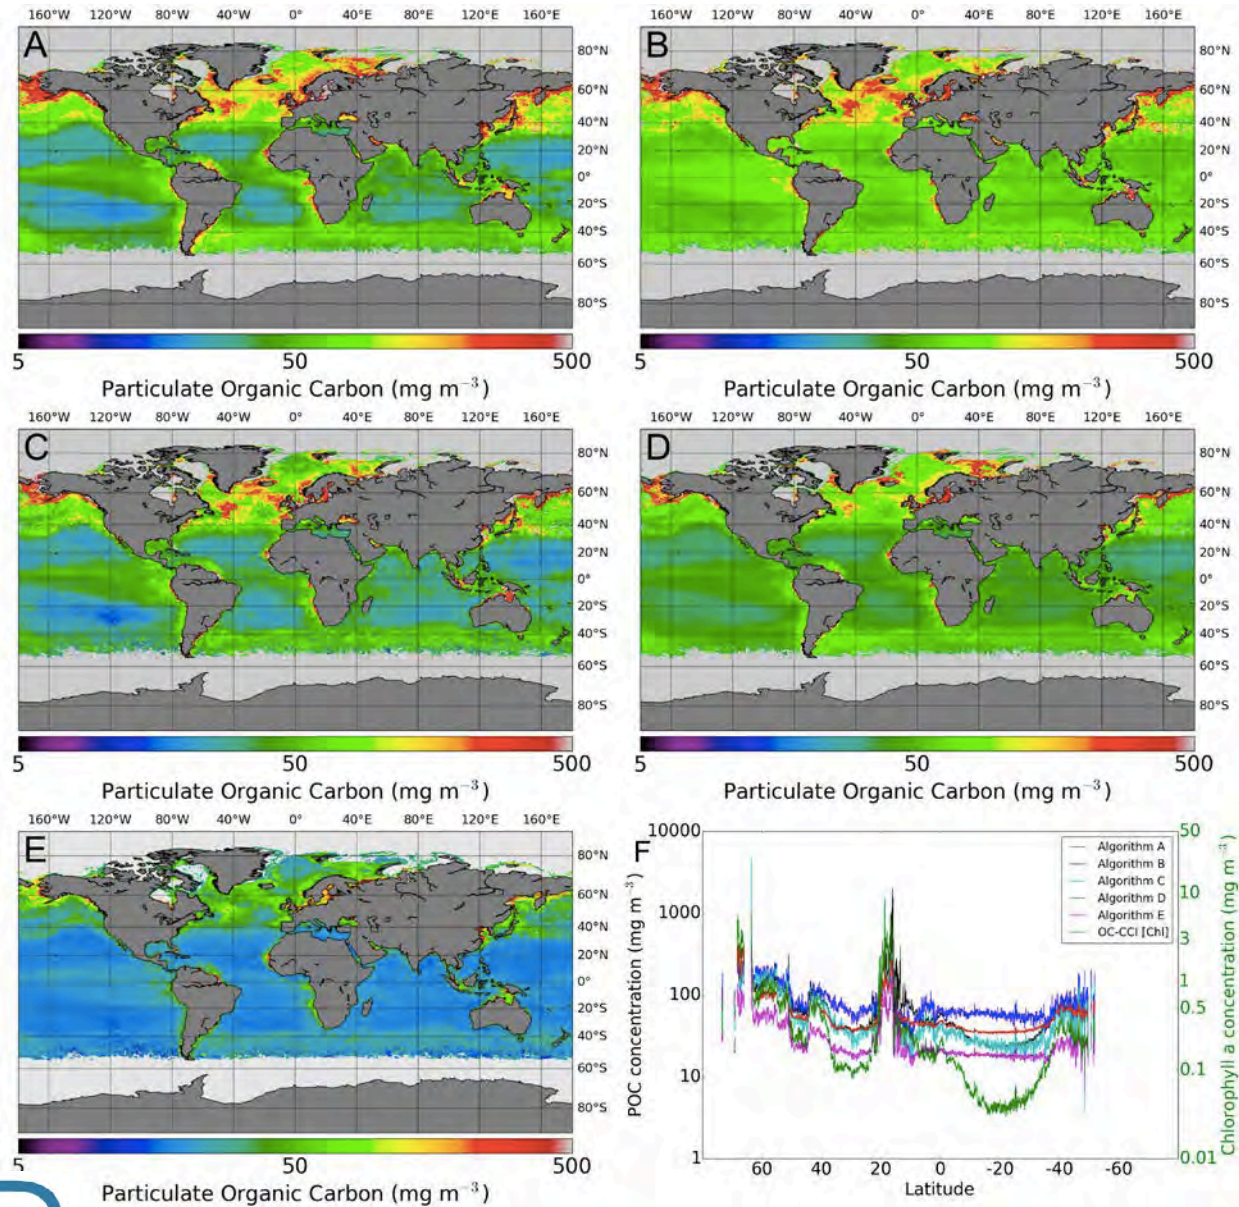 160°W 120°W 80°W 40°W 0° 40°E 80°E 120°E 160°E
160°W 120°W 80°W 40°W 0° 40°E 80°E 120°E 160°E
A
80°N
60°N
40°N
20°N
0°
20°S
40°S
60°S
80°S
5 50 500
Particulate Organic Carbon (mg m⁻³)
B
80°N
60°N
40°N
20°N
0°
20°S
40°S
60°S
80°S
5 50 500
Particulate Organic Carbon (mg m⁻³)
160°W 120°W 80°W 40°W 0° 40°E 80°E 120°E 160°E
160°W 120°W 80°W 40°W 0° 40°E 80°E 120°E 160°E
C
80°N
60°N
40°N
20°N
0°
20°S
40°S
60°S
80°S
5 50 500
Particulate Organic Carbon (mg m⁻³)
D
80°N
60°N
40°N
20°N
0°
20°S
40°S
60°S
80°S
5 50 500
Particulate Organic Carbon (mg m⁻³)
160°W 120°W 80°W 40°W 0° 40°E 80°E 120°E 160°E
E
80°N
60°N
40°N
20°N
0°
20°S
40°S
60°S
80°S
5 50 500
Particulate Organic Carbon (mg m⁻³)
F
POC concentration (mg m⁻³)
10000
1000
100
10
1
Algorithm A
Algorithm B
Algorithm C
Algorithm D
Algorithm E
OC-CCI [Chl]
50
10
3
1
0.5
0.1
0.01
Chlorophyll a concentration (mg m⁻³)
80 60 40 20 0 -20 -40 -60
Latitude